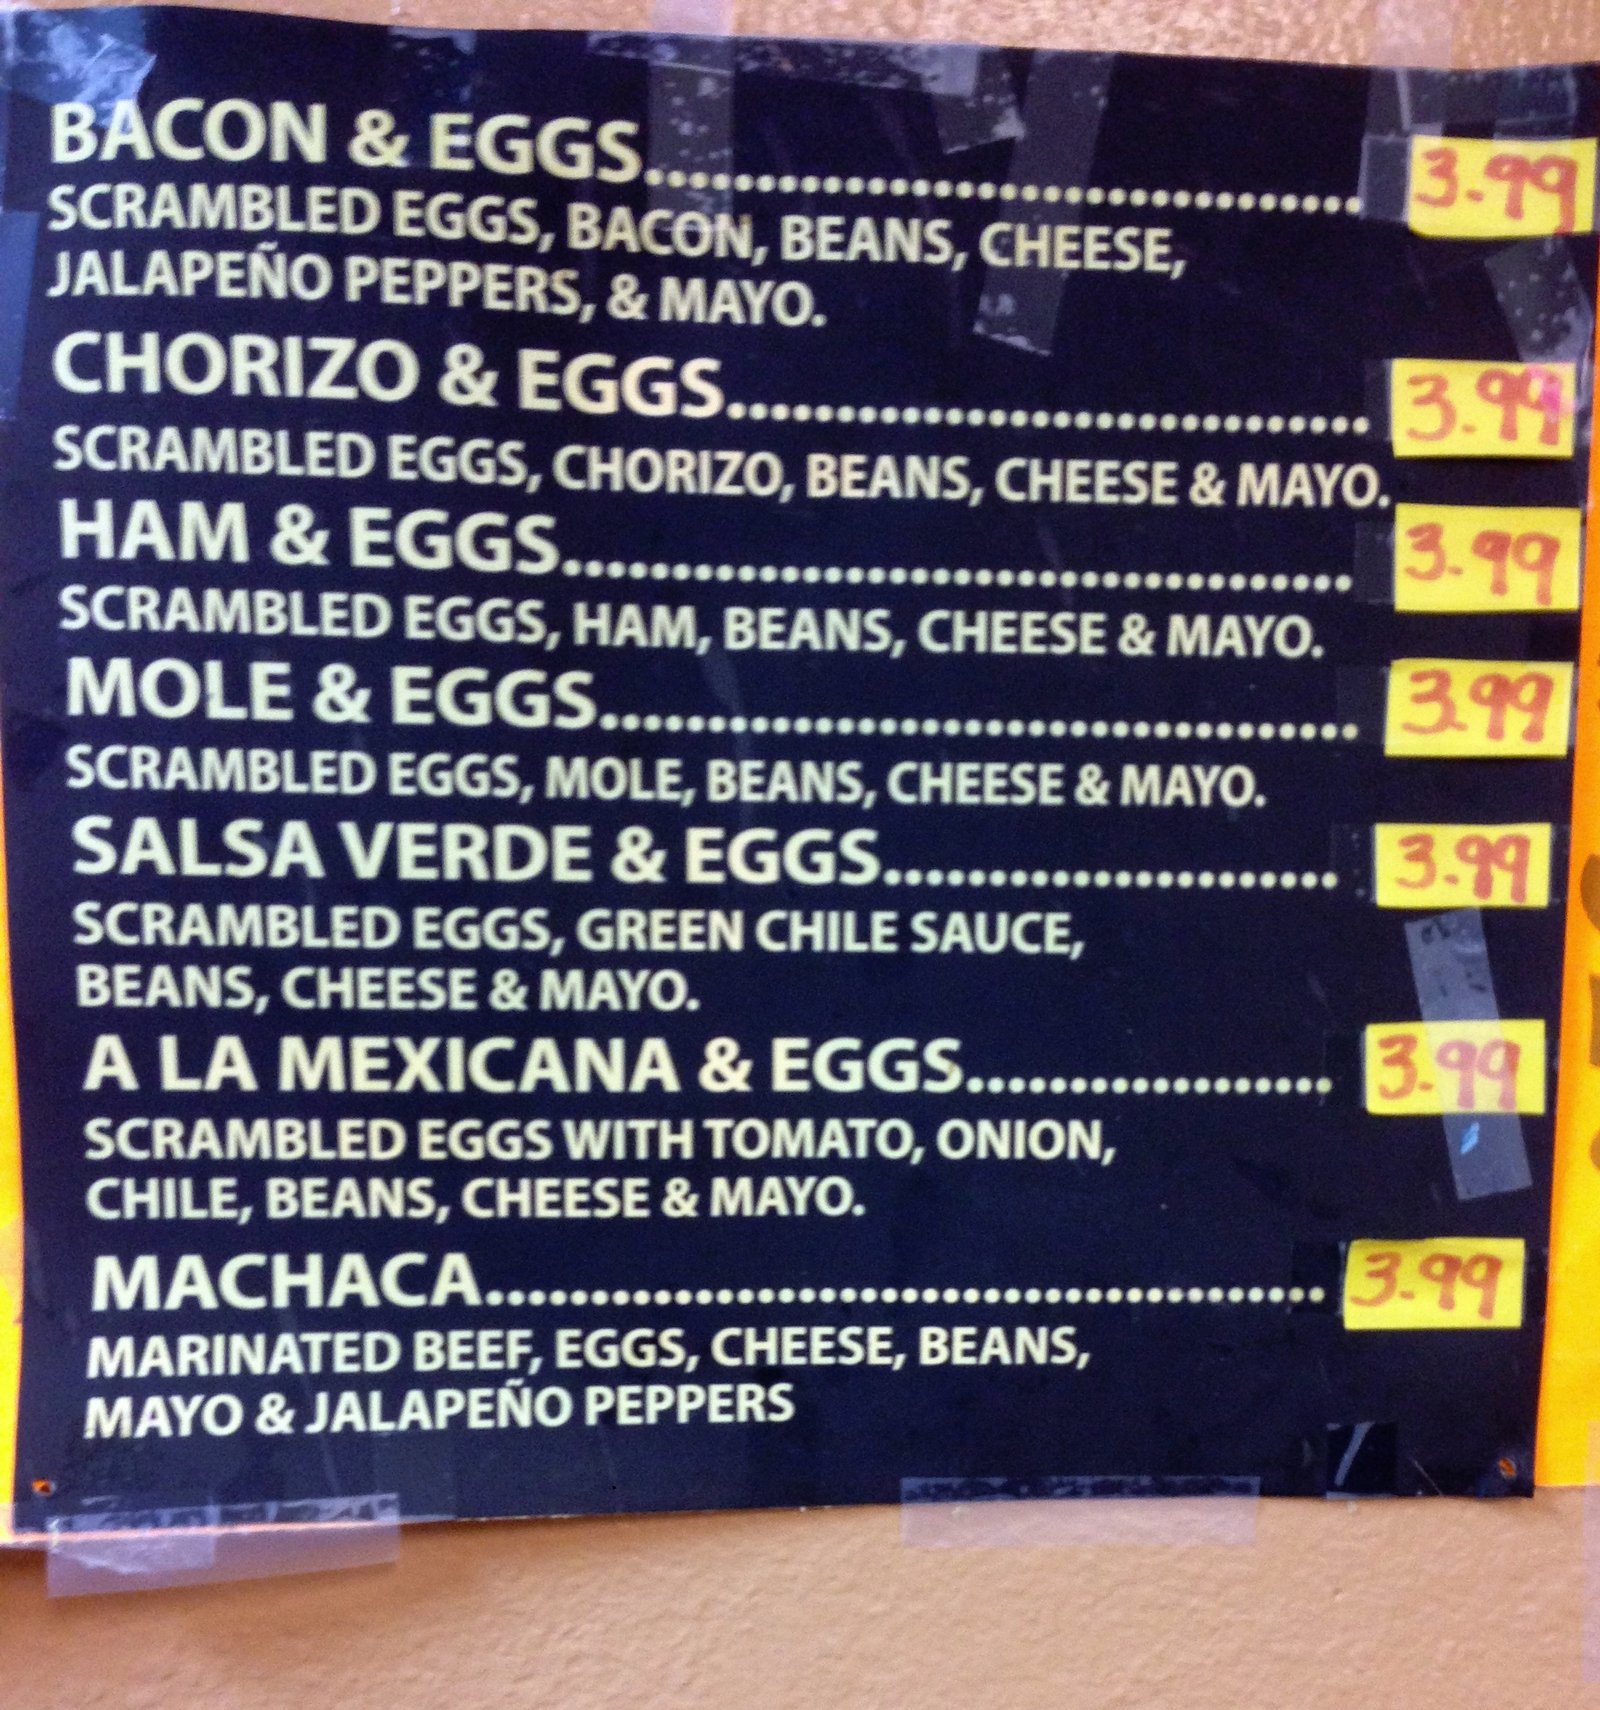 BACON & EGGS........................................ 3.99
SCRAMBLED EGGS, BACON, BEANS, CHEESE,
JALAPEÑO PEPPERS, & MAYO.
CHORIZO & EGGS.................................... 3.99
SCRAMBLED EGGS, CHORIZO, BEANS, CHEESE & MAYO.
HAM & EGGS............................................ 3.99
SCRAMBLED EGGS, HAM, BEANS, CHEESE & MAYO.
MOLE & EGGS.......................................... 3.99
SCRAMBLED EGGS, MOLE, BEANS, CHEESE & MAYO.
SALSA VERDE & EGGS......................... 3.99
SCRAMBLED EGGS, GREEN CHILE SAUCE,
BEANS, CHEESE & MAYO.
A LA MEXICANA & EGGS.................... 3.99
SCRAMBLED EGGS WITH TOMATO, ONION,
CHILE, BEANS, CHEESE & MAYO.
MACHACA............................................... 3.99
MARINATED BEEF, EGGS, CHEESE, BEANS,
MAYO & JALAPEÑO PEPPERS